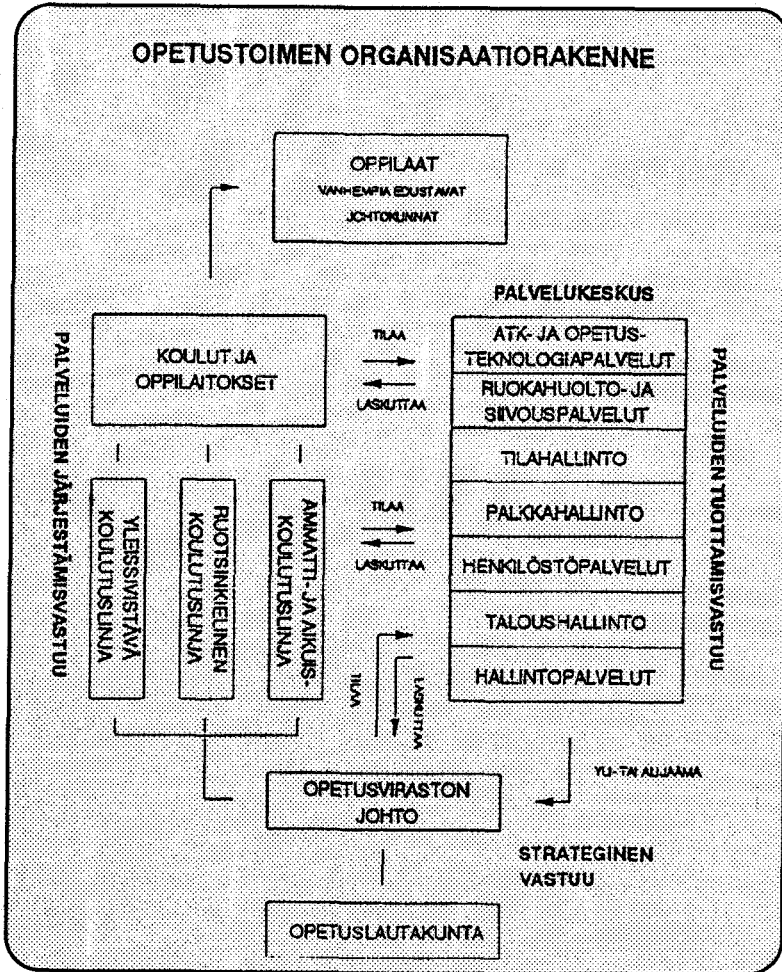 OPETUSTOIMEN ORGANISAATIORAKENNE
OPPILAAT
VANHEMPIA EDUSTAVAT
JOHTOKUNNAT
PALVELUIDEN JÄRJESTÄMISVASTUU
KOULUT JA
OPPILAITOKSET
TILAA
LASKUTTAA
PALVELUKESKUS
ATK- JA OPETUS-
TEKNOLOGIAPALVELUT
RUOKAHUOLTO- JA
SIIVOUSPALVELUT
TILAHALLINTO
PALKKAHALLINTO
HENKILÖSTÖPALVELUT
TALOUSHALLINTO
HALLINTOPALVELUT
PALVELUIDEN TUOTTAMISVASTUU
YLEISSIVISTÄVÄ
KOULUTUSLINJA
RUOTSINKIELINEN
KOULUTUSLINJA
AMMATTI- JA AIKUIS-
KOULUTUSLINJA
TILAA
LASKUTTAA
TILAA
LASKUTTAA
YLI- TAI ALIJÄÄMÄ
OPETUSVIRASTON
JOHTO
STRATEGINEN
VASTUU
OPETUSLAUTAKUNTA